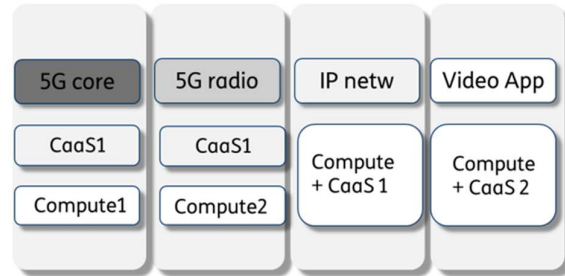 5G core
5G radio
IP netw
Video App
CaaS1
CaaS1
Compute
+ CaaS 1
Compute
+ CaaS 2
Compute1
Compute2